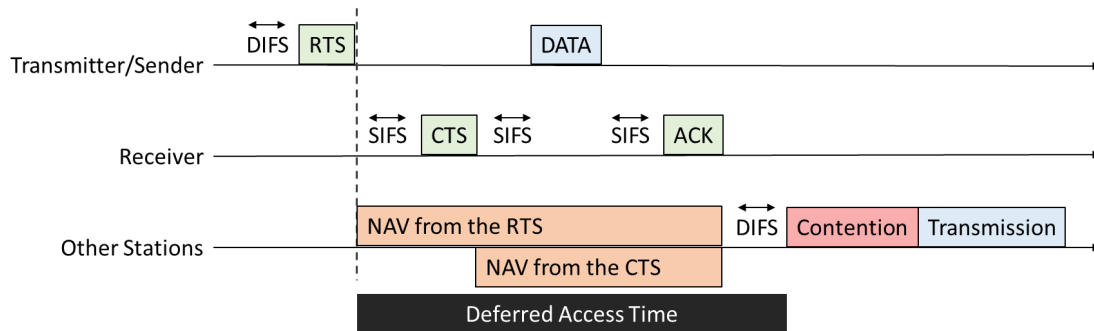 DIFS RTS DATA
Transmitter/Sender
SIFS CTS SIFS SIFS ACK
Receiver
NAV from the RTS DIFS Contention Transmission
Other Stations
NAV from the CTS
Deferred Access Time